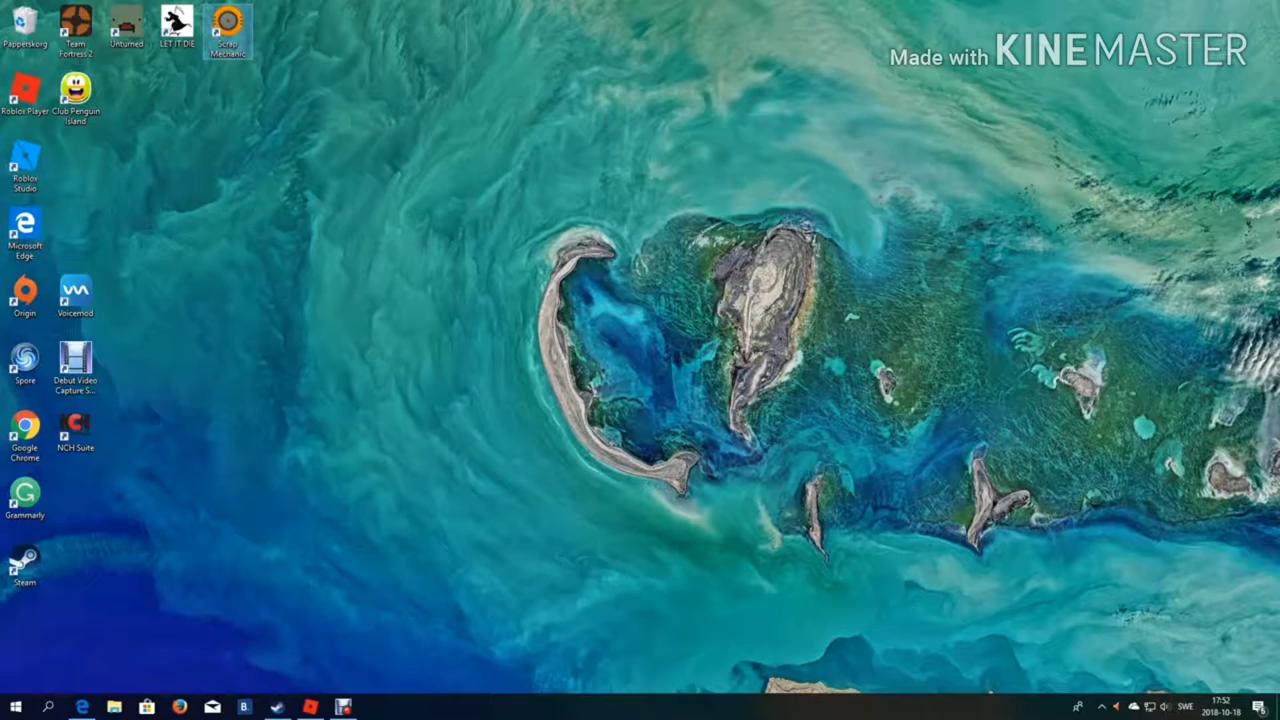 Made with KINEMASTER
Papperskorg
Team
Fortress 2
Unturned
LET IT DIE
Scrap
Mechanic
Roblox Player
Club Penguin
Island
Roblox
Studio
Microsoft
Edge
Origin
Voicemod
Spore
Debut Video
Capture S...
Google
Chrome
NCH
NCH Suite
Grammarly
Steam
B.
SWE
17:52
2018-10-18
6